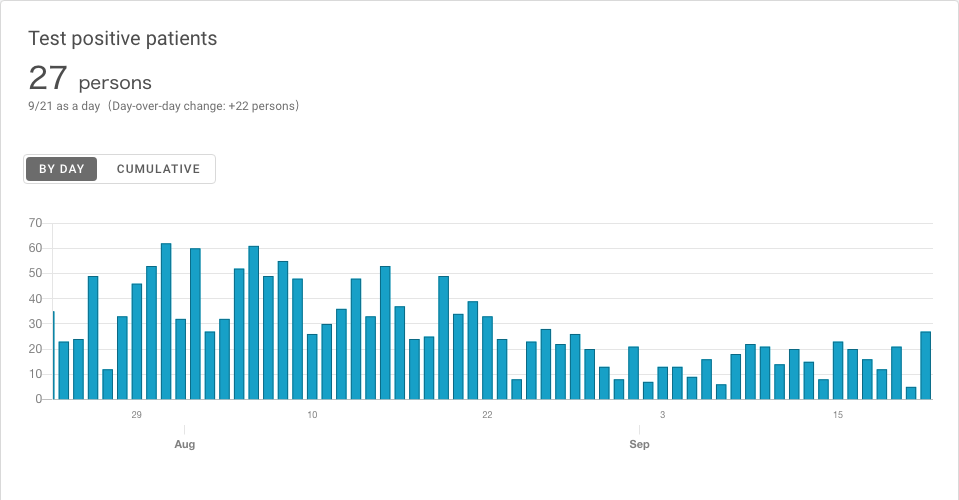 Test positive patients
27 persons
9/21 as a day (Day-over-day change: +22 persons)
BY DAY CUMULATIVE
70
60
50
40
30
20
10
0
29 10 22 3 15
Aug Sep